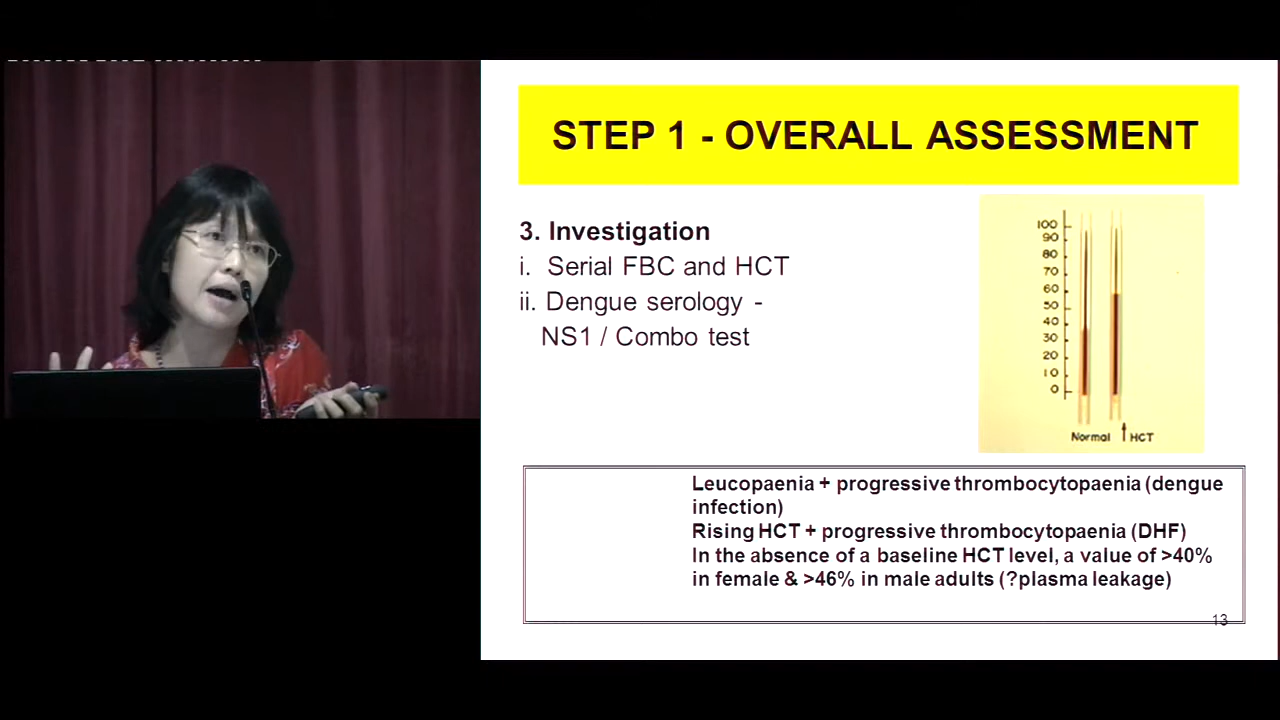 STEP 1 - OVERALL ASSESSMENT
3. Investigation
i. Serial FBC and HCT
ii. Dengue serology -
NS1 / Combo test
100
90
80
70
60
50
40
30
20
10
0
Normal ↑ HCT
Leucopaenia + progressive thrombocytopaenia (dengue
infection)
Rising HCT + progressive thrombocytopaenia (DHF)
In the absence of a baseline HCT level, a value of >40%
in female & >46% in male adults (?plasma leakage)
13